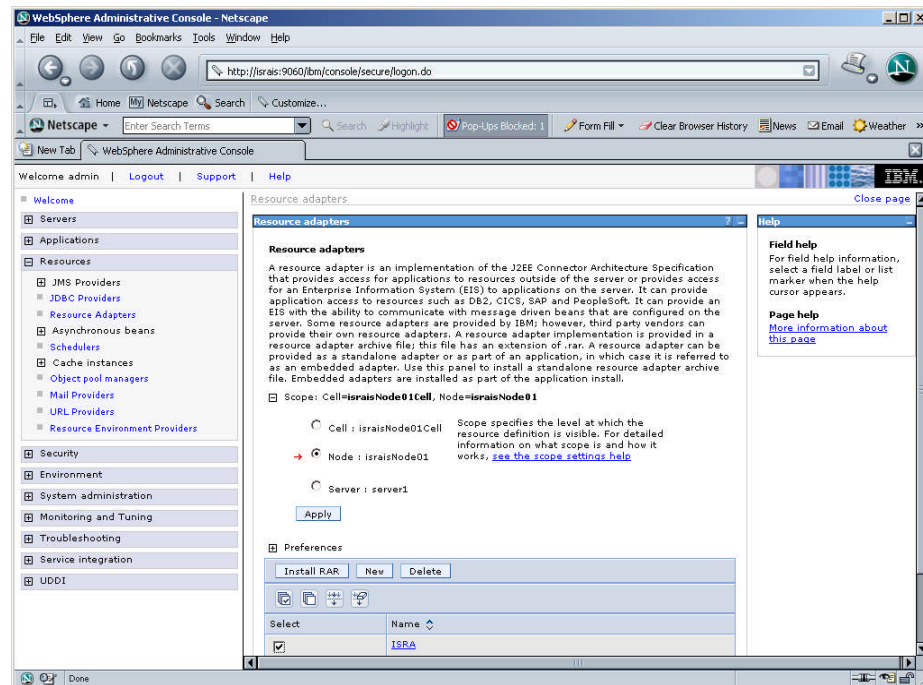 WebSphere Administrative Console - Netscape
File Edit View Go Bookmarks Tools Window Help
http://israis:9060/ibm/console/secure/logon.do
Home My Netscape Search Customize...
Netscape Enter Search Terms Search Highlight Pop-Ups Blocked: 1 Form Fill Clear Browser History News Email Weather »
New Tab WebSphere Administrative Console
Welcome admin | Logout | Support | Help
IBM.
Welcome
Servers
Applications
Resources
JMS Providers
JDBC Providers
Resource Adapters
Asynchronous beans
Schedulers
Cache instances
Object pool managers
Mail Providers
URL Providers
Resource Environment Providers
Security
Environment
System administration
Monitoring and Tuning
Troubleshooting
Service integration
UDDI
Resource adapters
Close page
Resource adapters ? –
Resource adapters
A resource adapter is an implementation of the J2EE Connector Architecture Specification
that provides access for applications to resources outside of the server or provides access
for an Enterprise Information System (EIS) to applications on the server. It can provide
application access to resources such as DB2, CICS, SAP and PeopleSoft. It can provide an
EIS with the ability to communicate with message driven beans that are configured on the
server. Some resource adapters are provided by IBM; however, third party vendors can
provide their own resource adapters. A resource adapter implementation is provided in a
resource adapter archive file; this file has an extension of .rar. A resource adapter can be
provided as a standalone adapter or as part of an application, in which case it is referred to
as an embedded adapter. Use this panel to install a standalone resource adapter archive
file. Embedded adapters are installed as part of the application install.
Scope: Cell=israisNode01Cell, Node=israisNode01
Cell : israisNode01Cell
Node : israisNode01
Server : server1
Scope specifies the level at which the
resource definition is visible. For detailed
information on what scope is and how it
works, see the scope settings help
Apply
Preferences
Install RAR New Delete
Select Name
ISRA
Help –
Field help
For field help information,
select a field label or list
marker when the help
cursor appears.
Page help
More information about
this page
Done